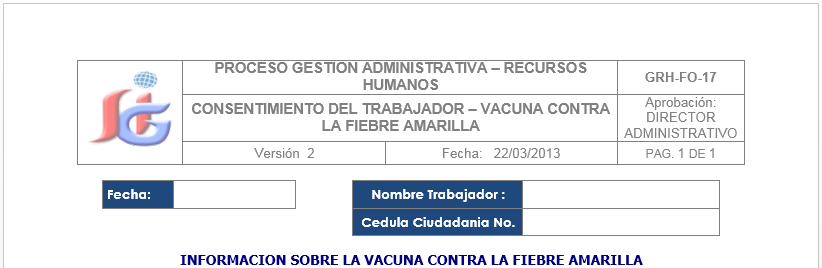 PROCESO GESTION ADMINISTRATIVA – RECURSOS
HUMANOS
GRH-FO-17
CONSENTIMIENTO DEL TRABAJADOR – VACUNA CONTRA
LA FIEBRE AMARILLA
Aprobación:
DIRECTOR
ADMINISTRATIVO
Versión 2
Fecha: 22/03/2013
PAG. 1 DE 1
Fecha:
Nombre Trabajador :
Cedula Ciudadania No.
INFORMACION SOBRE LA VACUNA CONTRA LA FIEBRE AMARILLA